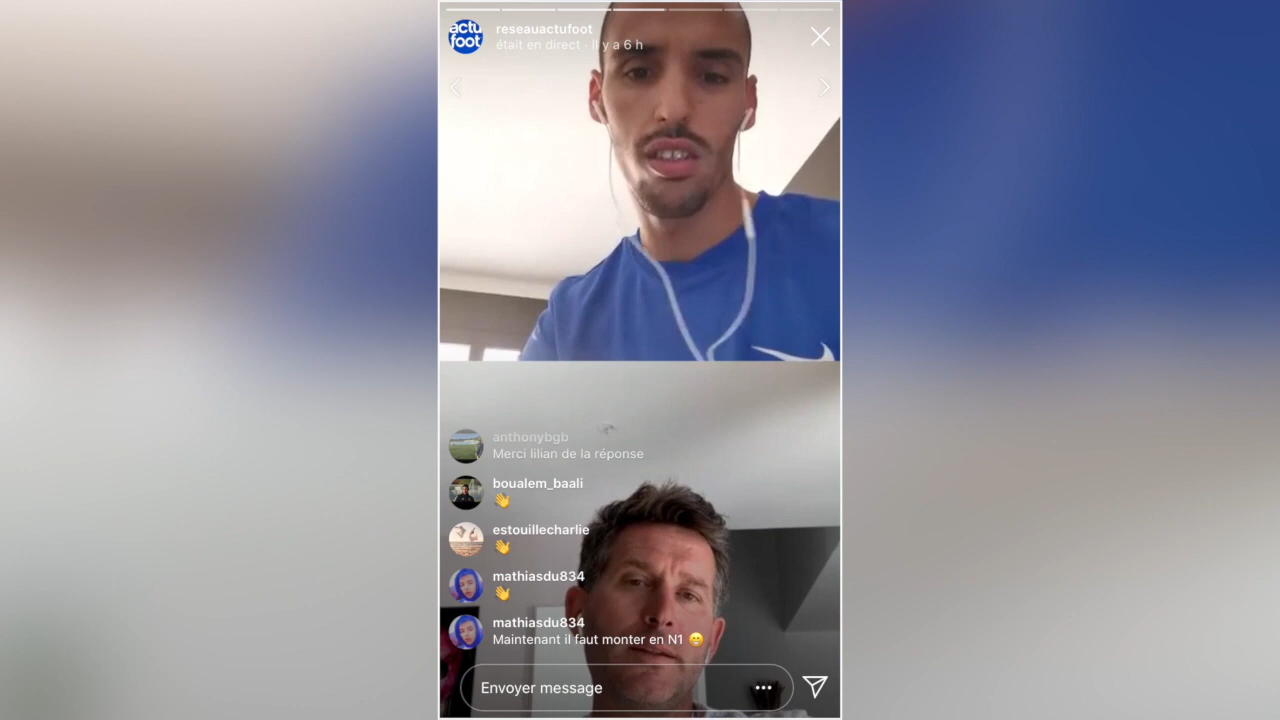 actu
foot
reseauactufoot
était en direct · Il y a 6 h
anthonybgb
Merci lilian de la réponse
boualem_baali
👋
estouillecharlie
👋
mathiasdu834
👋
mathiasdu834
Maintenant il faut monter en N1 😁
Envoyer message